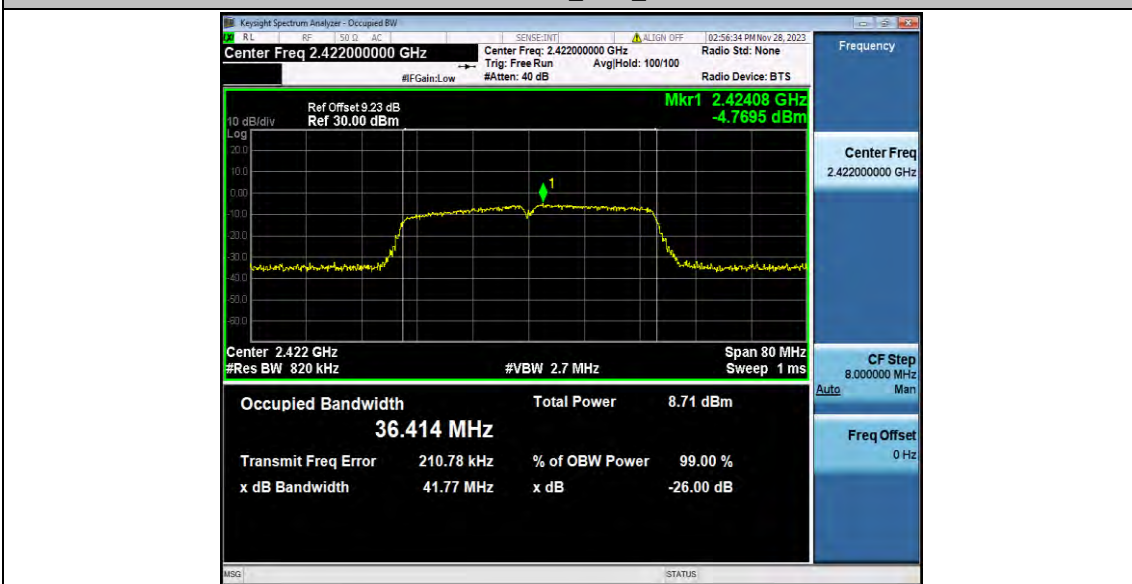 Keysight Spectrum Analyzer - Occupied BW
RL RF 50 Ω AC SENSE:INT ALIGN OFF 02:56:34 PM Nov 28, 2023
Center Freq 2.422000000 GHz
Center Freq: 2.422000000 GHz
Radio Std: None
Trig: Free Run
Avg|Hold: 100/100
#IFGain:Low
#Atten: 40 dB
Radio Device: BTS
Frequency
Ref Offset 9.23 dB
Mkr1 2.42408 GHz
10 dB/div
Ref 30.00 dBm
-4.7695 dBm
Log
20.0
10.0
0.00
-10.0
-20.0
-30.0
-40.0
-50.0
-60.0
1
Center 2.422 GHz
Span 80 MHz
#Res BW 820 kHz
#VBW 2.7 MHz
Sweep 1 ms
Occupied Bandwidth
Total Power 8.71 dBm
36.414 MHz
Transmit Freq Error 210.78 kHz
% of OBW Power 99.00 %
x dB Bandwidth 41.77 MHz
x dB -26.00 dB
Center Freq
2.422000000 GHz
CF Step
8.000000 MHz
Auto Man
Freq Offset
0 Hz
MSG
STATUS